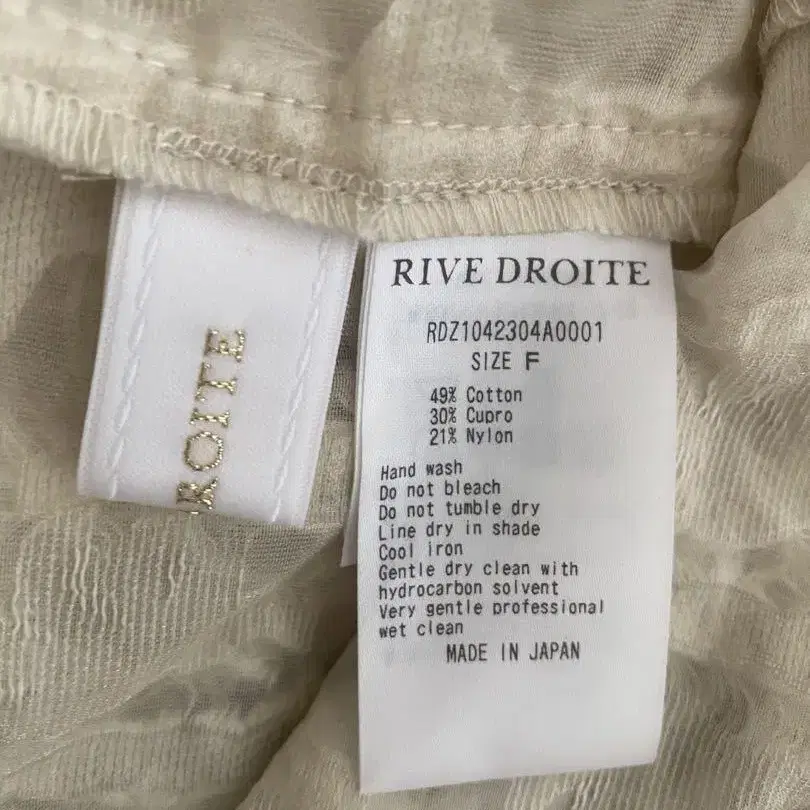 ROITE
RIVE DROITE
RDZ1042304A0001
SIZE F
49% Cotton
30% Cupro
21% Nylon
Hand wash
Do not bleach
Do not tumble dry
Line dry in shade
Cool iron
Gentle dry clean with
hydrocarbon solvent
Very gentle professional
wet clean
MADE IN JAPAN